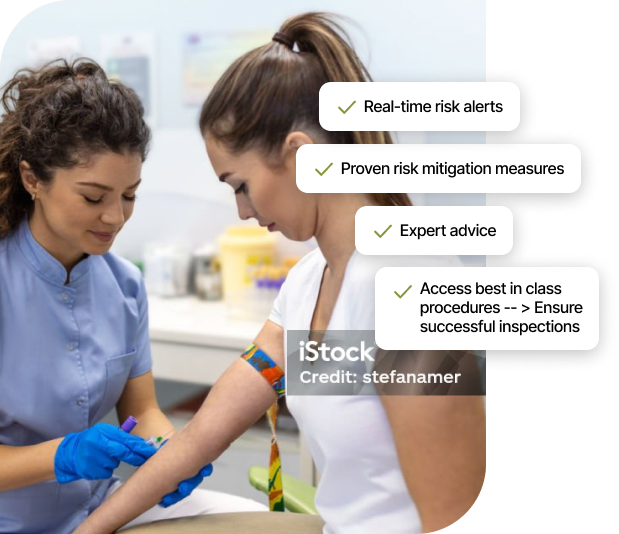 Real-time risk alerts
Proven risk mitigation measures
Expert advice
Access best in class
procedures -- > Ensure
successful inspections
iStock
Credit: stefanamer